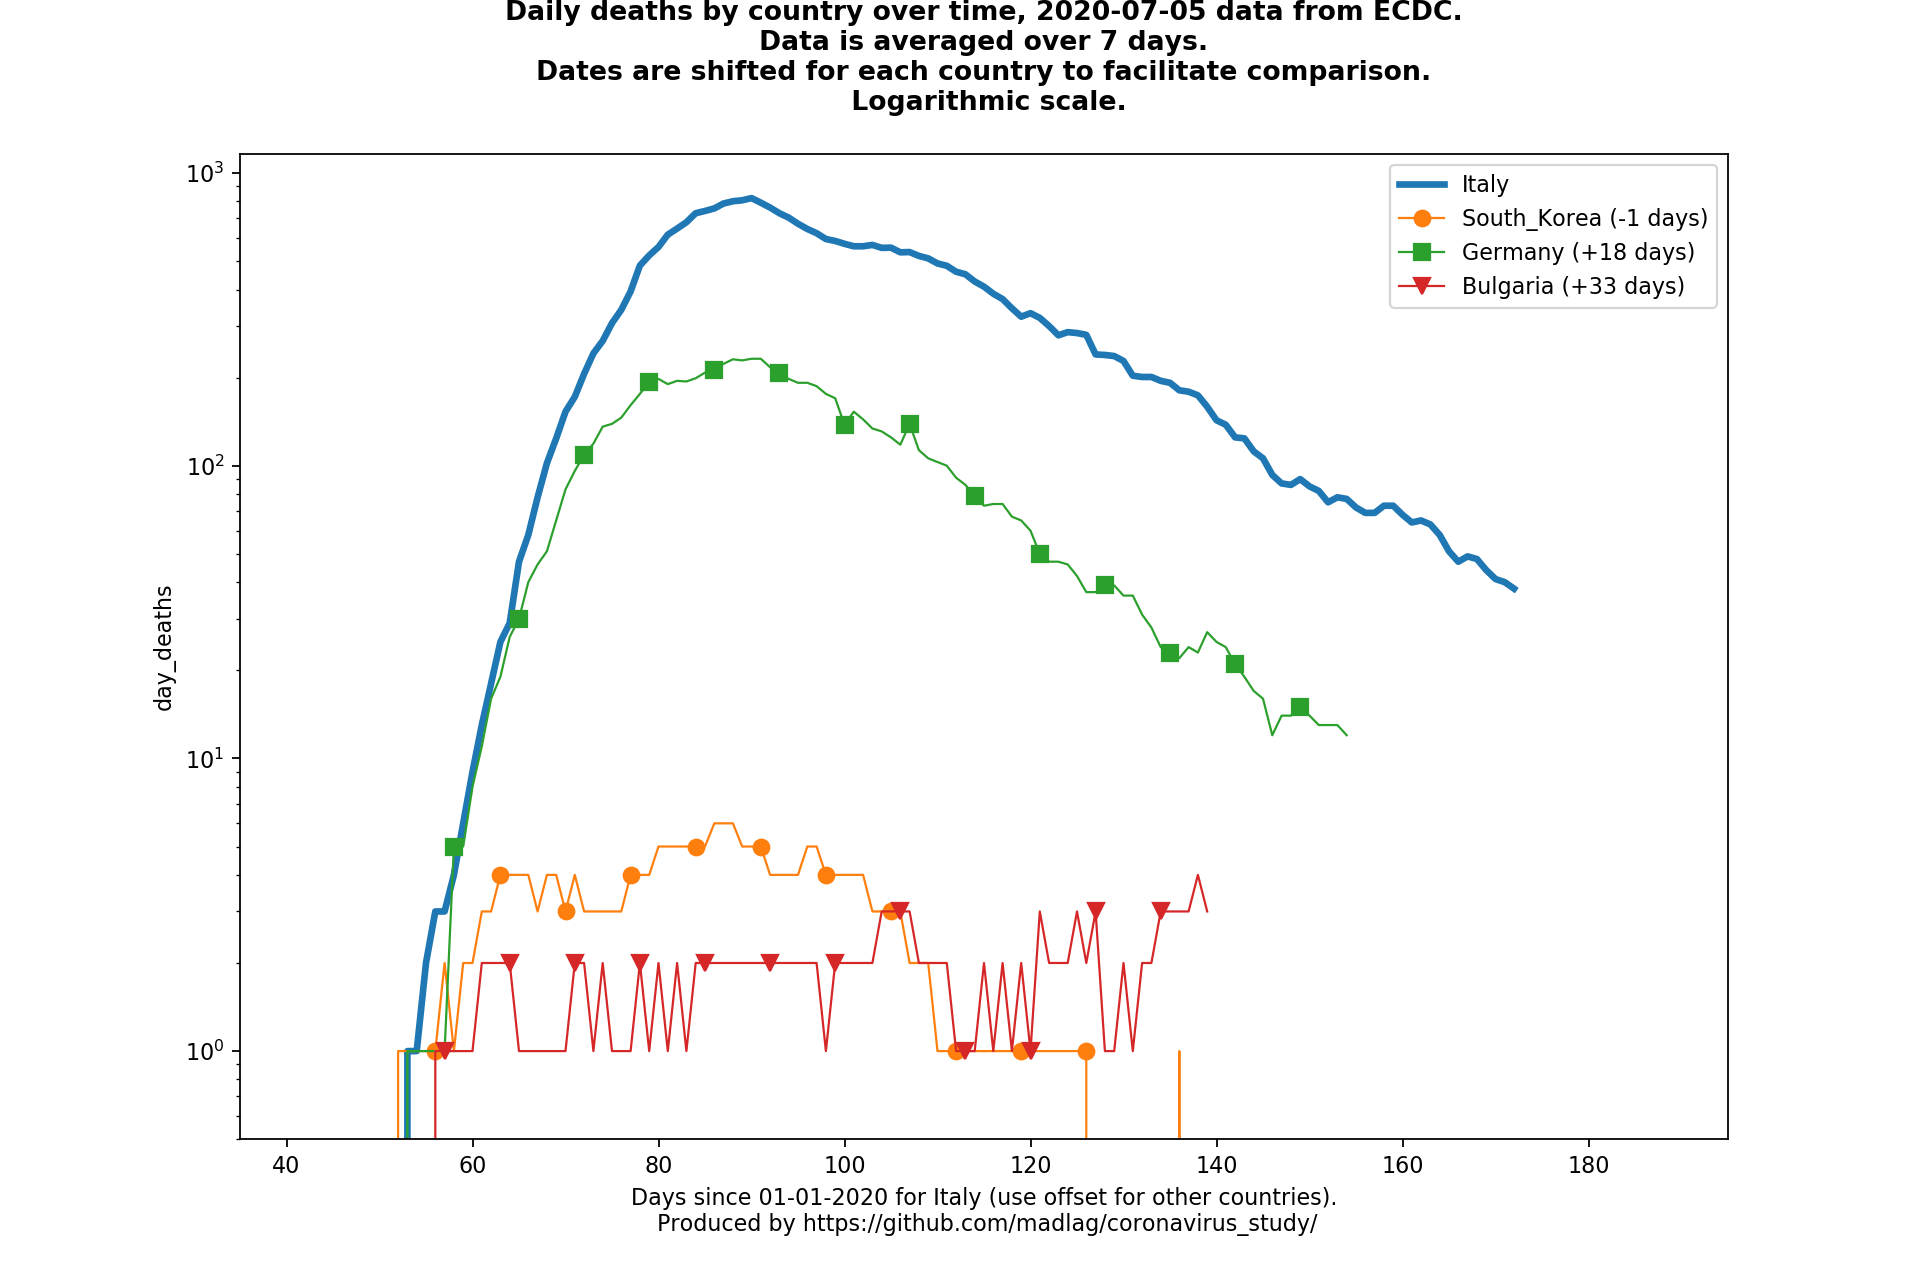 Daily deaths by country over time, 2020-07-05 data from ECDC.
Data is averaged over 7 days.
Dates are shifted for each country to facilitate comparison.
Logarithmic scale.
10³
10²
10¹
10⁰
day_deaths
Italy
South_Korea (-1 days)
Germany (+18 days)
Bulgaria (+33 days)
40 60 80 100 120 140 160 180
Days since 01-01-2020 for Italy (use offset for other countries).
Produced by https://github.com/madlag/coronavirus_study/